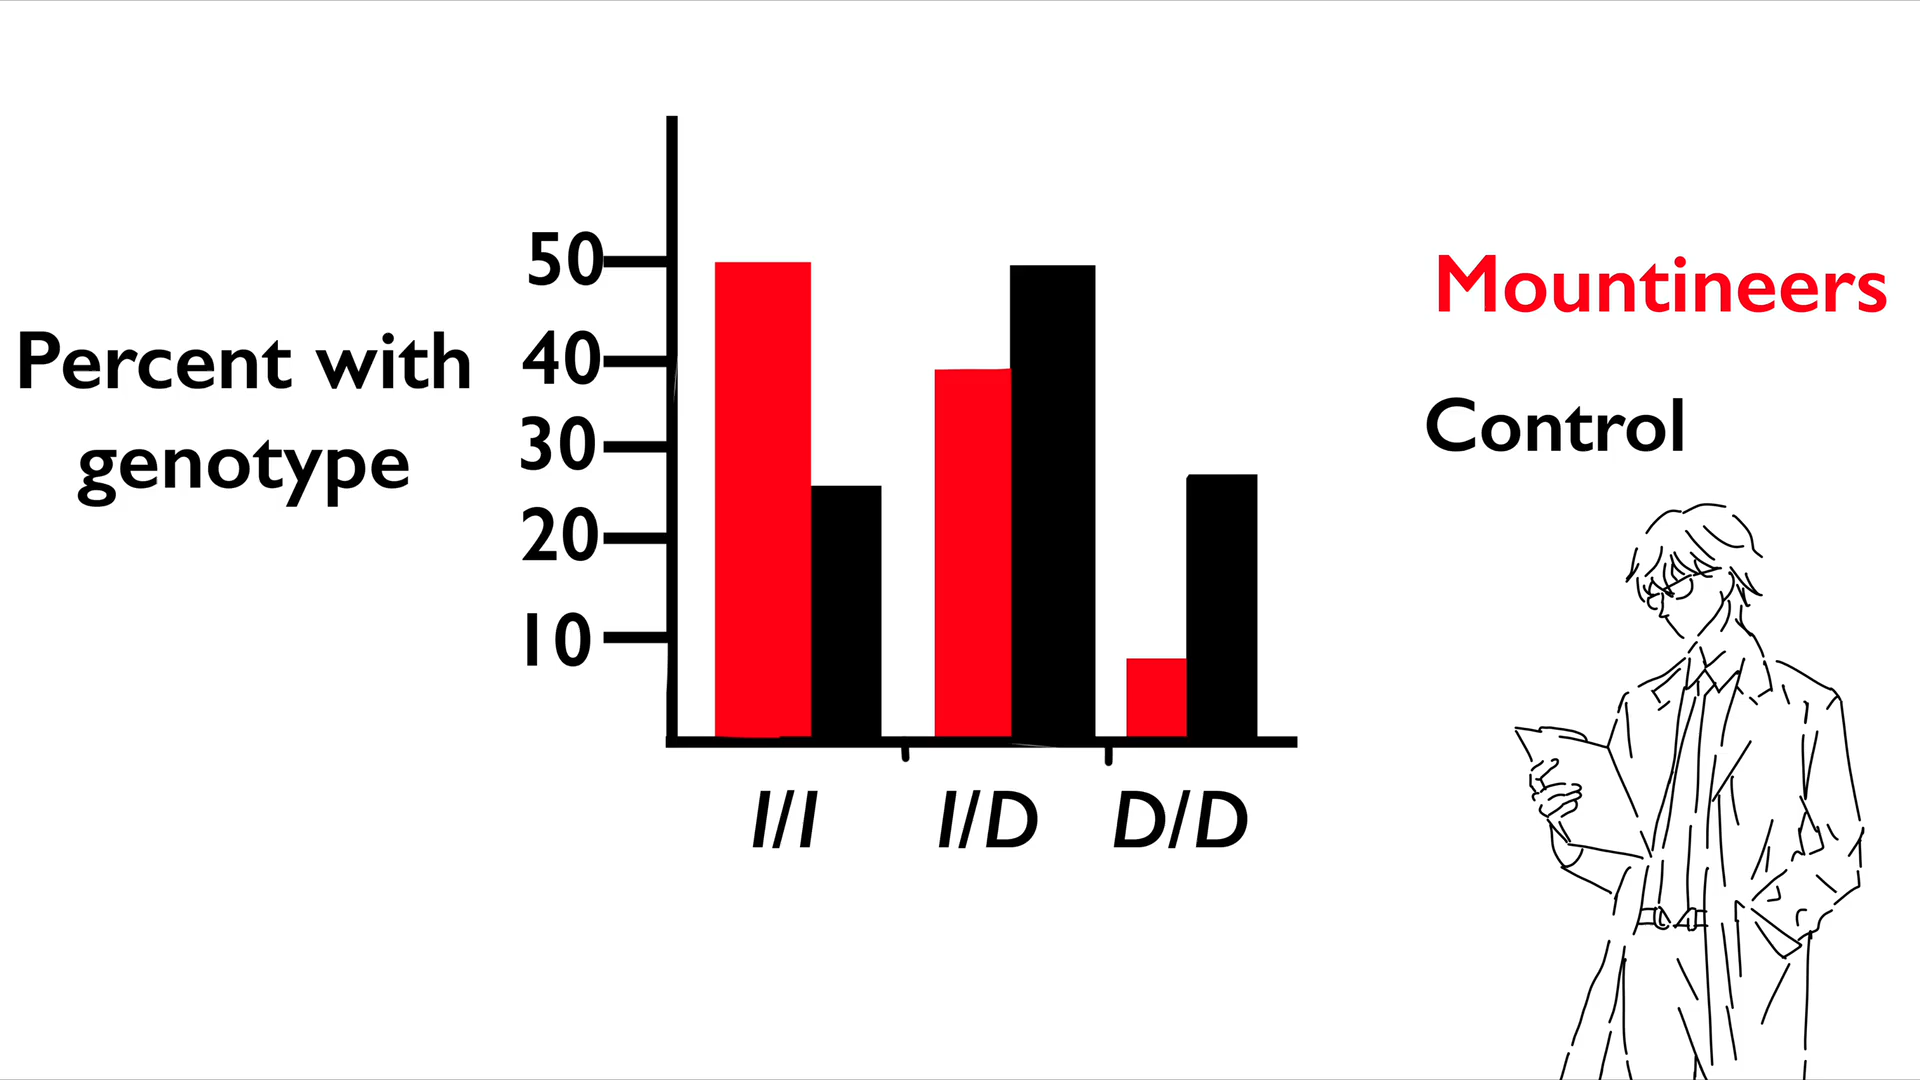 50
40
30
20
10
Percent with
genotype
I/I
I/D
D/D
Mountineers
Control